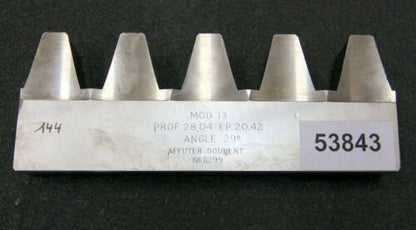 MOD 13
PROF 28,04 EP 20,42
ANGLE 29°
AFFUTER SOUVENT
144
53843